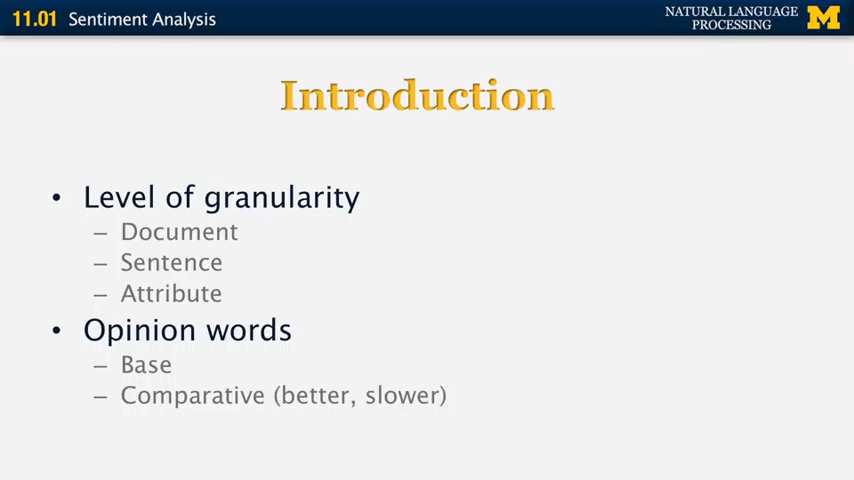 11.01 Sentiment Analysis
NATURAL LANGUAGE
PROCESSING
M
Introduction
• Level of granularity
– Document
– Sentence
– Attribute
• Opinion words
– Base
– Comparative (better, slower)